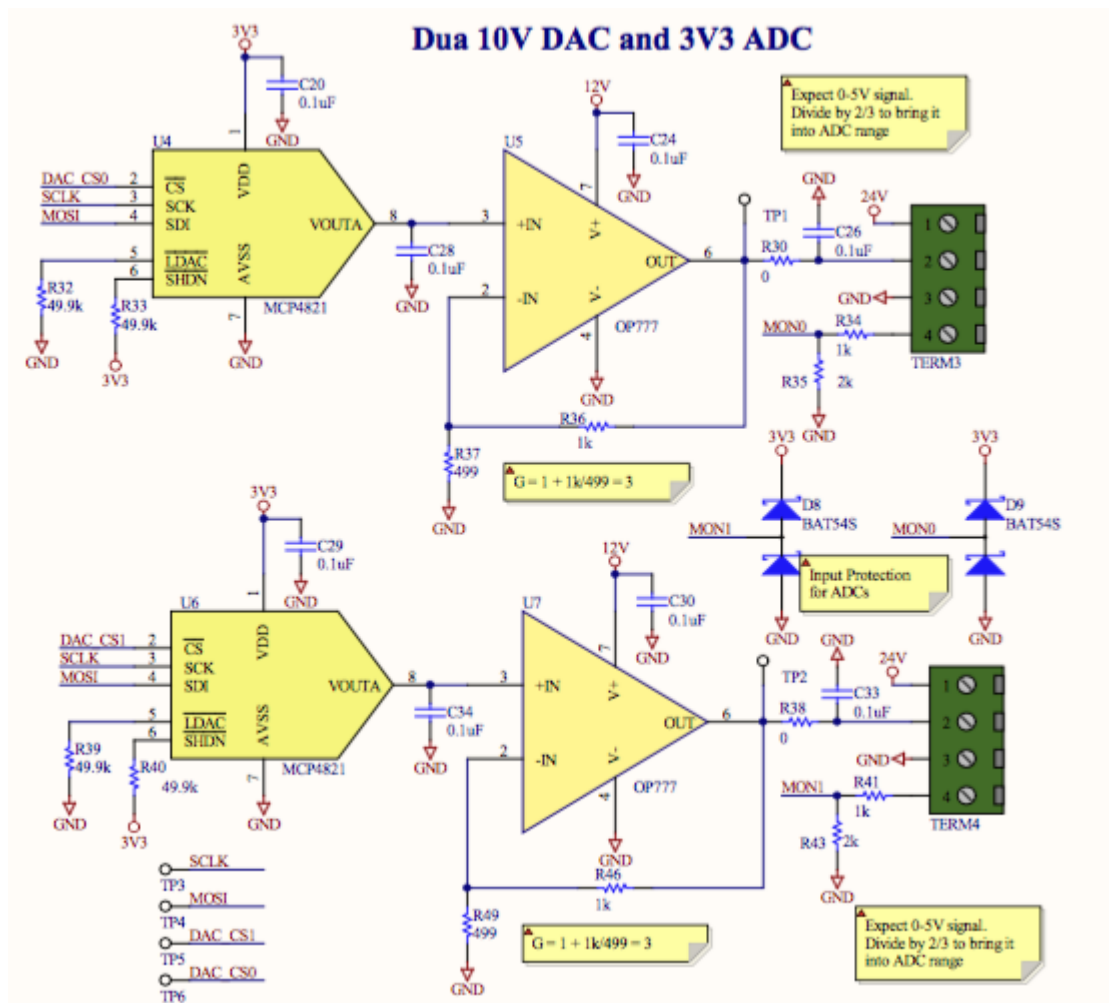 Dua 10V DAC and 3V3 ADC
3V3
C20
0.1uF
GND
U4
1
VDD
DAC_CS0 2 CS
SCLK 3 SCK
MOSI 4 SDI
VOUTA 8
5 LDAC
6 SHDN
AVSS
7
MCP4821
R32
49.9k
GND
R33
49.9k
3V3
GND
C28
0.1uF
GND
12V
C24
0.1uF
GND
U5
3 +IN
2 -IN
7
V+
OUT 6
V-
4
OP777
GND
R36
1k
R37
499
GND
G = 1 + 1k/499 = 3
Expect 0-5V signal.
Divide by 2/3 to bring it
into ADC range
TP1
R30
0
GND
C26
0.1uF
24V
1
2
GND 3
4
TERM3
MON0
R34
1k
R35
2k
GND
3V3
D8
BAT54S
MON1
GND
3V3
D9
BAT54S
MON0
GND
Input Protection
for ADCs
3V3
C29
0.1uF
GND
U6
1
VDD
DAC_CS1 2 CS
SCLK 3 SCK
MOSI 4 SDI
VOUTA 8
5 LDAC
6 SHDN
AVSS
7
MCP4821
R39
49.9k
GND
R40
49.9k
3V3
GND
C34
0.1uF
GND
12V
C30
0.1uF
GND
U7
3 +IN
2 -IN
7
V+
OUT 6
V-
4
OP777
GND
R46
1k
R49
499
GND
G = 1 + 1k/499 = 3
TP2
R38
0
GND
C33
0.1uF
24V
1
2
GND 3
4
TERM4
MON1
R41
1k
R43
2k
GND
Expect 0-5V signal.
Divide by 2/3 to bring it
into ADC range
SCLK
TP3
MOSI
TP4
DAC_CS1
TP5
DAC_CS0
TP6